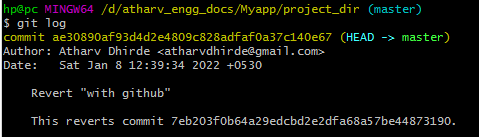 hp@pc MINGW64 /d/atharv_engg_docs/Myapp/project_dir (master)
$ git log
commit ae30890af93d4d2e4809c828adfaf0a37c140e67 (HEAD -> master)
Author: Atharv Dhirde <atharvdhirde@gmail.com>
Date:   Sat Jan 8 12:39:34 2022 +0530
    Revert "with github"
    This reverts commit 7eb203f0b64a29edcbd2e2dfa68a57be44873190.